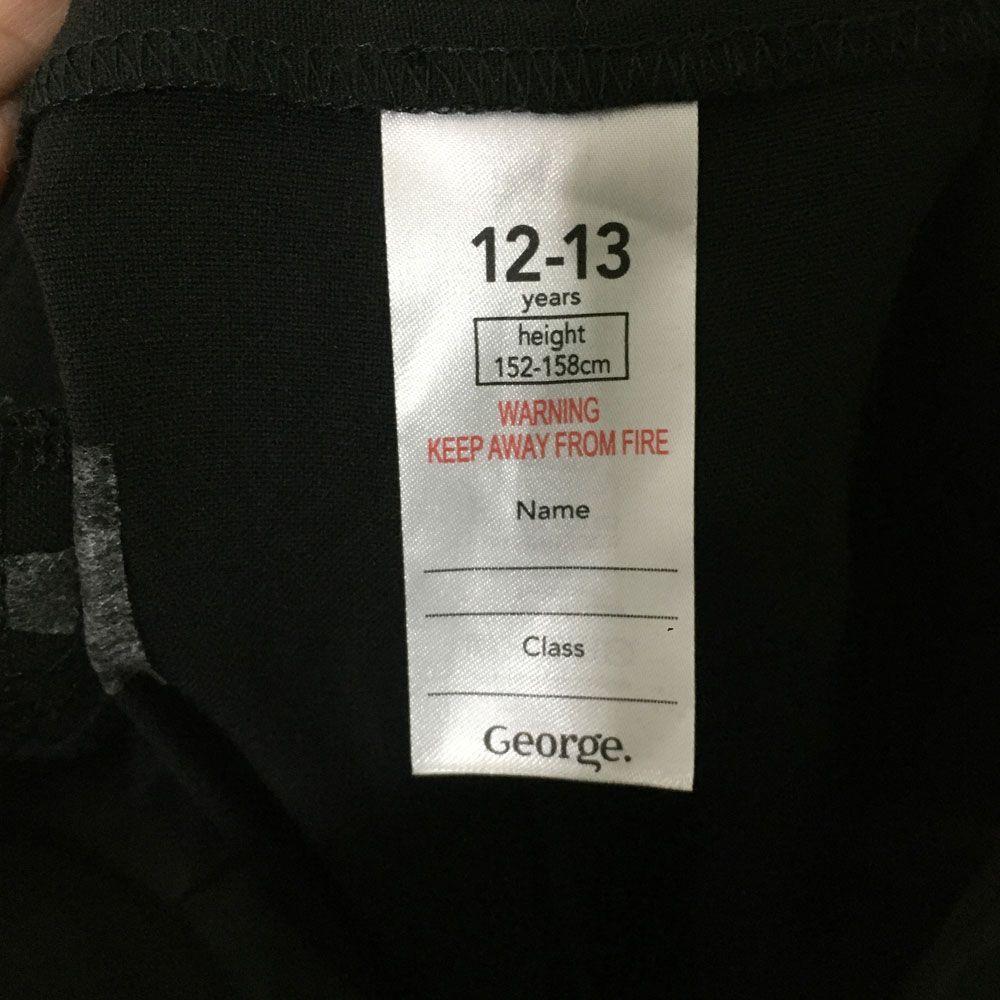 12-13
years
height
152-158cm
WARNING
KEEP AWAY FROM FIRE
Name
Class
George.